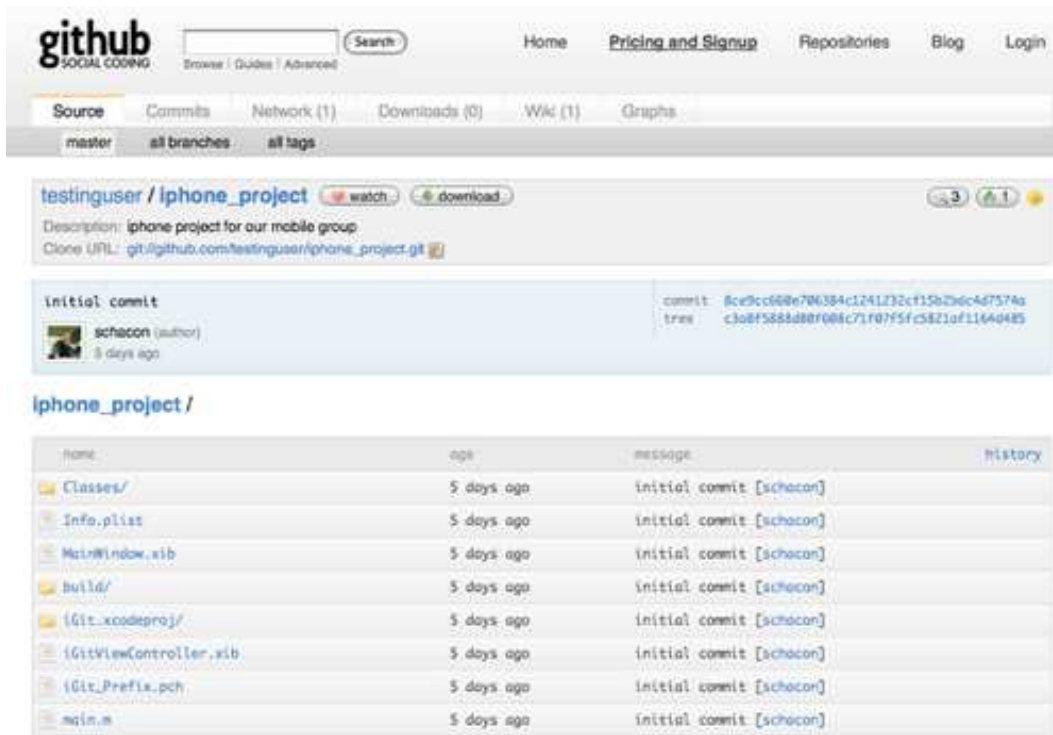 github
SOCIAL CODING
Search
Browse | Guides | Advanced
Home Pricing and Signup Repositories Blog Login
Source Commits Network (1) Downloads (0) Wiki (1) Graphs
master all branches all tags
testinguser / iphone_project watch download 3 1
Description: iphone project for our mobile group
Clone URL: git://github.com/testinguser/iphone_project.git
initial commit
schacon (author)
5 days ago
commit
tree
iphone_project /
name age message history
Classes/ 5 days ago initial commit [schacon]
Info.plist 5 days ago initial commit [schacon]
MainWindow.xib 5 days ago initial commit [schacon]
build/ 5 days ago initial commit [schacon]
iGit.xcodeproj/ 5 days ago initial commit [schacon]
iGitViewController.xib 5 days ago initial commit [schacon]
iGit_Prefix.pch 5 days ago initial commit [schacon]
main.m 5 days ago initial commit [schacon]